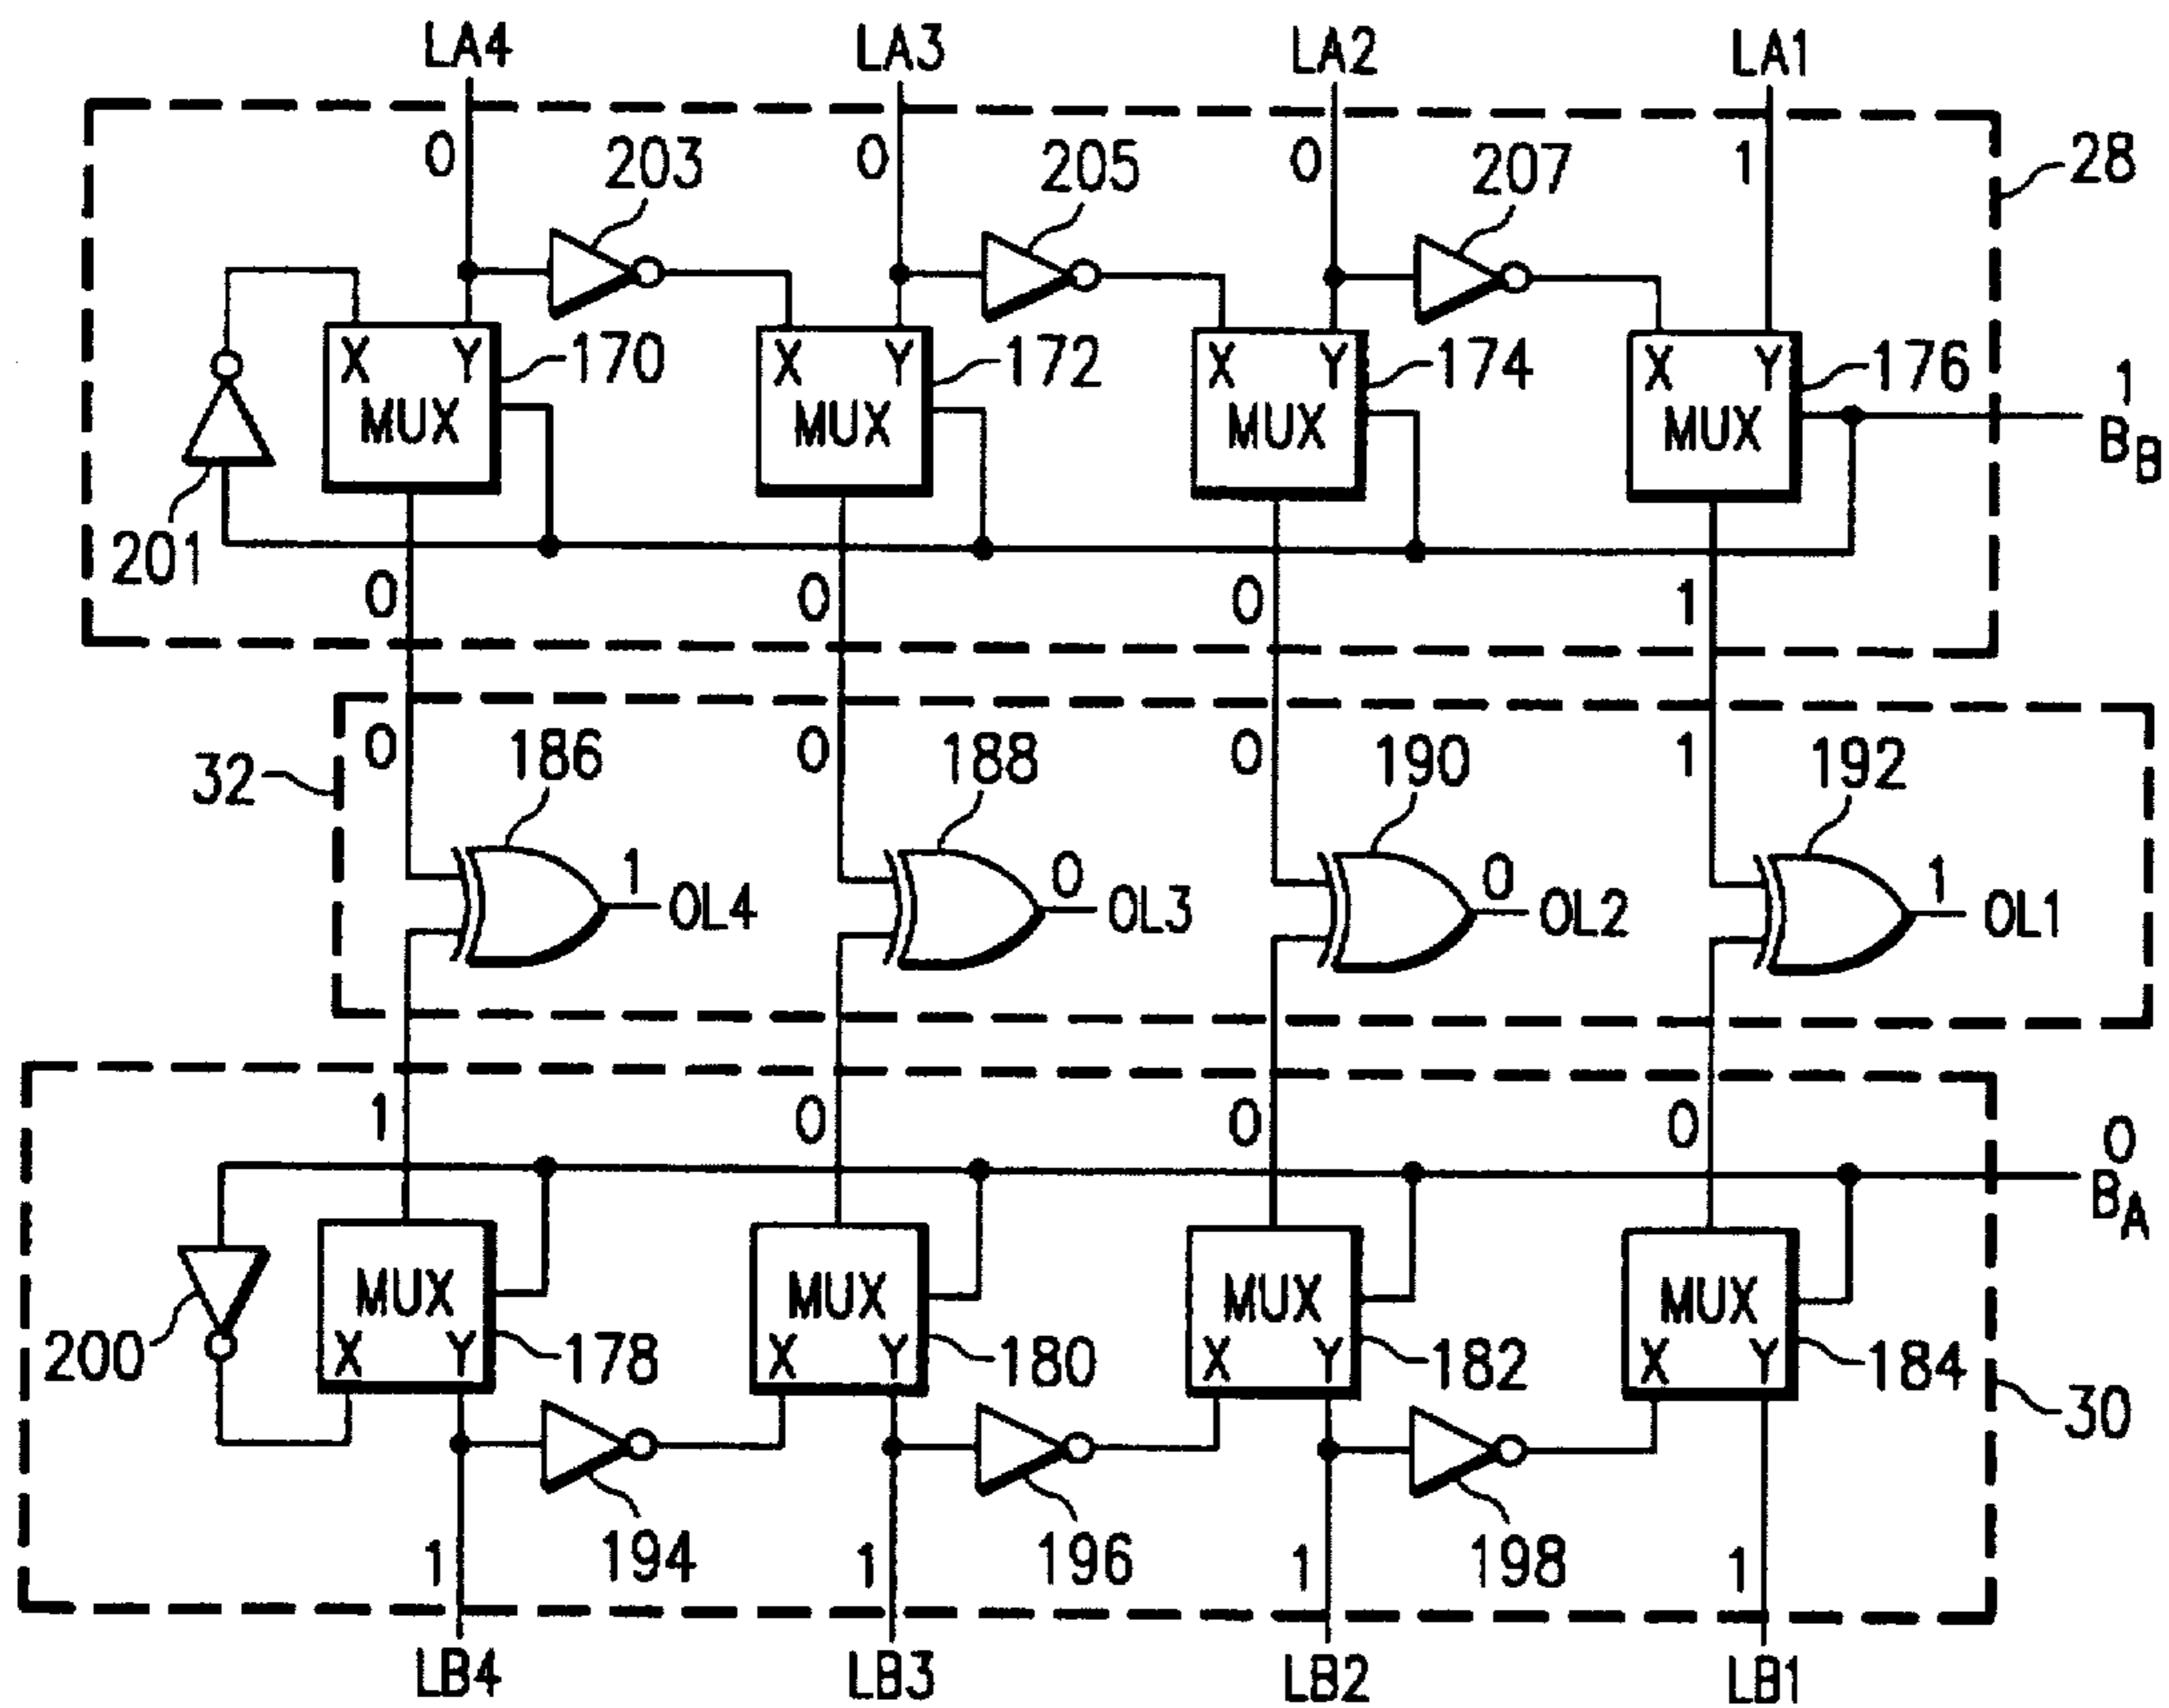 LA4 LA3 LA2 LA1
0 203 0 205 0 207 1 28
X Y 170 X Y 172 X Y 174 X Y 176 1
MUX MUX MUX MUX B_B
201
0 0 0 1
32 0 186 0 188 0 190 1 192
1 OL4 0 OL3 0 OL2 1 OL1
1 0 0 0 0
B_A
MUX MUX MUX MUX
200 X Y 178 X Y 180 X Y 182 X Y 184
30
1 194 1 196 1 198 1
LB4 LB3 LB2 LB1